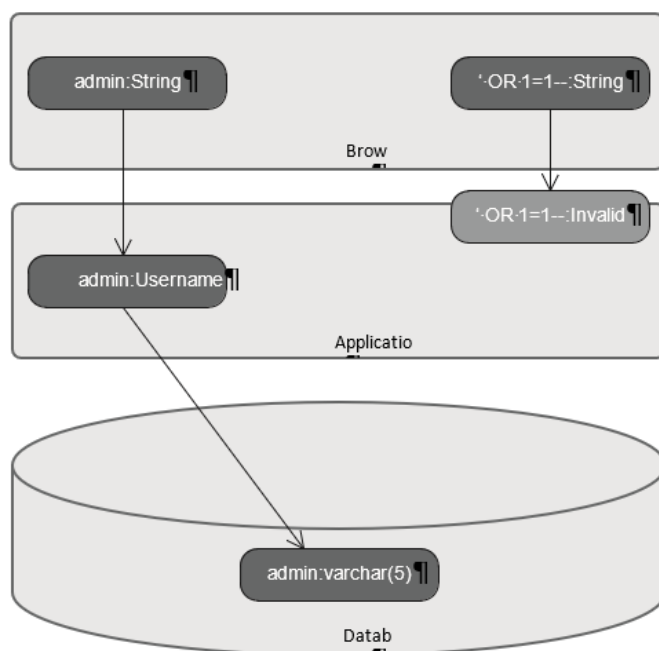 admin:String¶
‘·OR·1=1--:String¶
Brow
¶
‘·OR·1=1--:Invalid¶
admin:Username¶
Applicatio
¶
admin:varchar(5)¶
Datab
¶